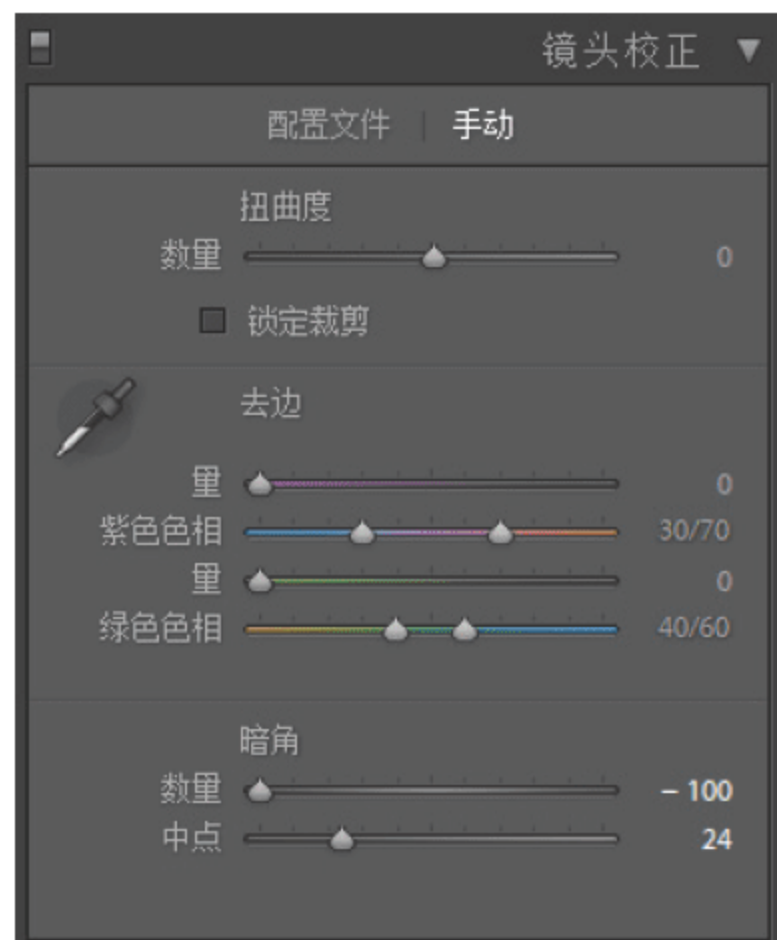 镜头校正
配置文件 | 手动
扭曲度
数量 0
锁定裁剪
去边
量 0
紫色色相 30/70
量 0
绿色色相 40/60
暗角
数量 – 100
中点 24